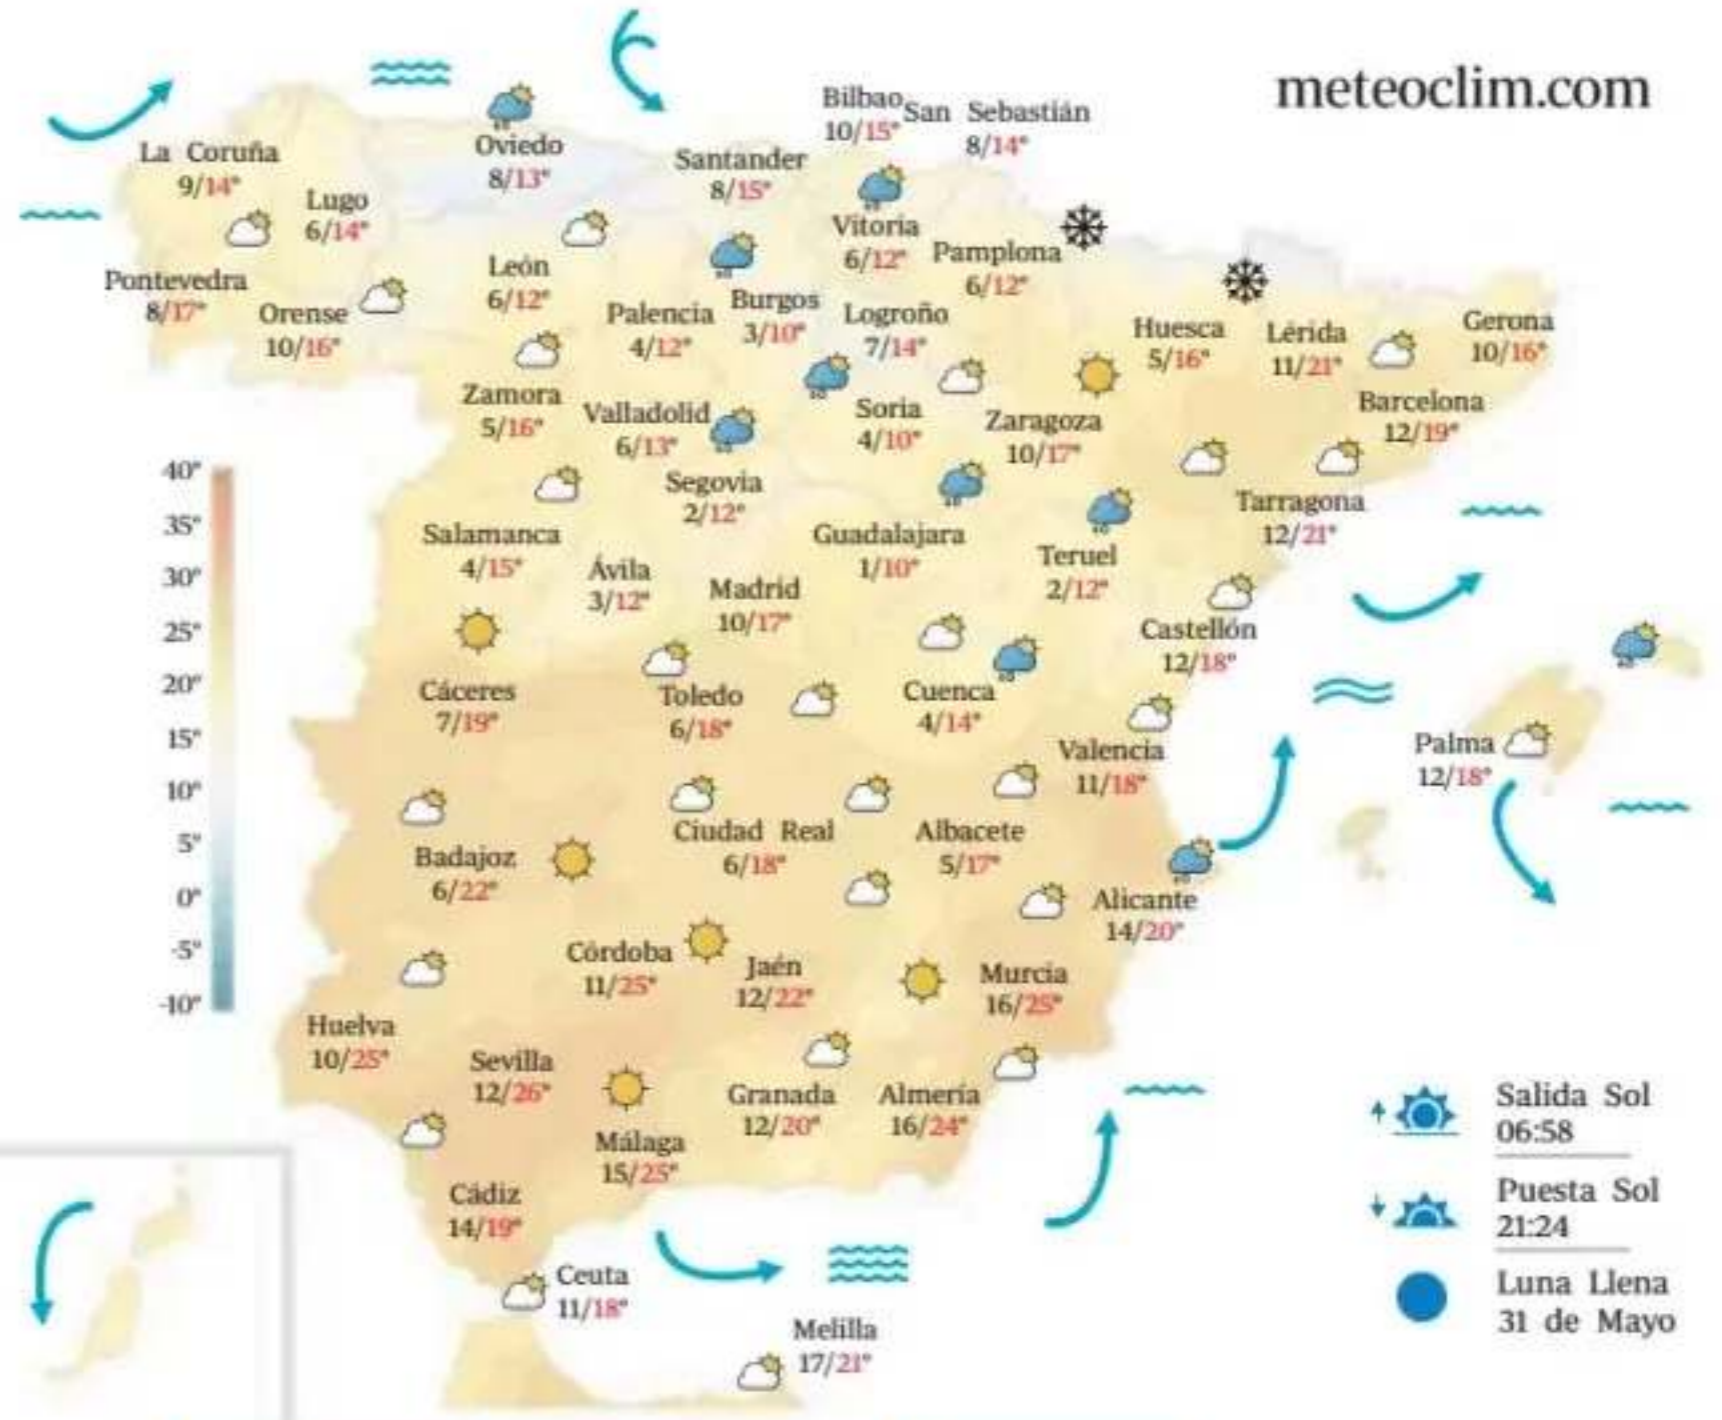 meteoclim.com
Bilbao
10/15°
San Sebastián
8/14°
La Coruña
9/14°
Oviedo
8/13°
Santander
8/15°
Lugo
6/14°
Vitoria
6/12°
Pamplona
6/12°
Pontevedra
8/17°
Orense
10/16°
León
6/12°
Palencia
4/12°
Burgos
3/10°
Logroño
7/14°
Huesca
5/16°
Lérida
11/21°
Gerona
10/16°
Zamora
5/16°
Valladolid
6/13°
Soria
4/10°
Zaragoza
10/17°
Barcelona
12/19°
Segovia
2/12°
Tarragona
12/21°
Salamanca
4/15°
Ávila
3/12°
Madrid
10/17°
Guadalajara
1/10°
Teruel
2/12°
Castellón
12/18°
Cáceres
7/19°
Toledo
6/18°
Cuenca
4/14°
Valencia
11/18°
Palma
12/18°
Badajoz
6/22°
Ciudad Real
6/18°
Albacete
5/17°
Alicante
14/20°
Córdoba
11/25°
Jaén
12/22°
Murcia
16/25°
Huelva
10/25°
Sevilla
12/26°
Granada
12/20°
Almería
16/24°
Málaga
15/25°
Cádiz
14/19°
Ceuta
11/18°
Melilla
17/21°
40°
35°
30°
25°
20°
15°
10°
5°
0°
-5°
-10°
Salida Sol
06:58
Puesta Sol
21:24
Luna Llena
31 de Mayo